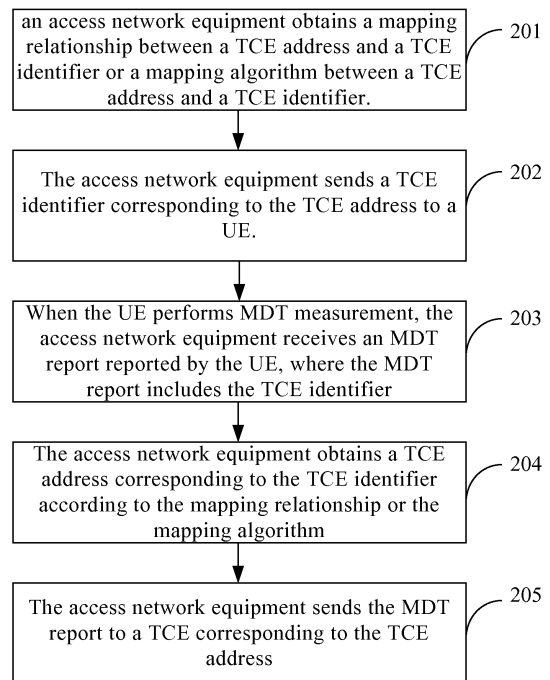 an access network equipment obtains a mapping
relationship between a TCE address and a TCE
identifier or a mapping algorithm between a TCE
address and a TCE identifier.
201
The access network equipment sends a TCE
identifier corresponding to the TCE address to a
UE.
202
When the UE performs MDT measurement, the
access network equipment receives an MDT
report reported by the UE, where the MDT
report includes the TCE identifier
203
The access network equipment obtains a TCE
address corresponding to the TCE identifier
according to the mapping relationship or the
mapping algorithm
204
The access network equipment sends the MDT
report to a TCE corresponding to the TCE
address
205